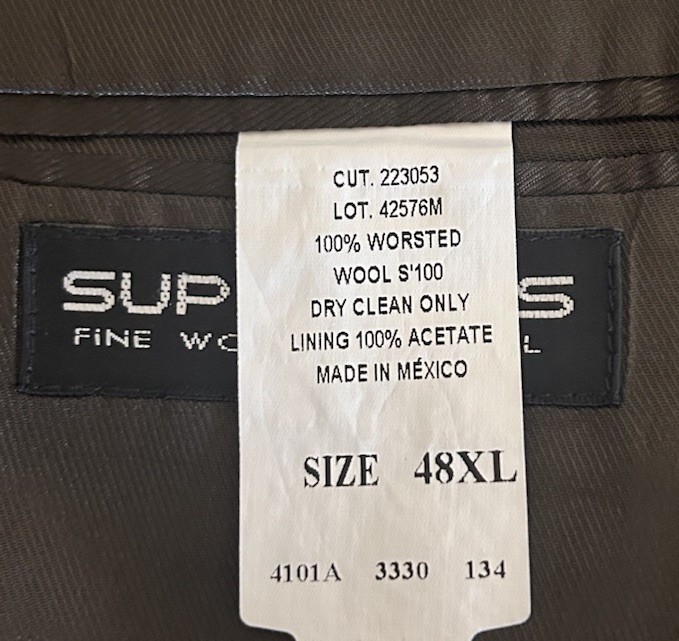 CUT. 223053
LOT. 42576M
100% WORSTED
WOOL S'100
DRY CLEAN ONLY
LINING 100% ACETATE
MADE IN MÉXICO
SIZE 48XL
4101A 3330 134
FiNE